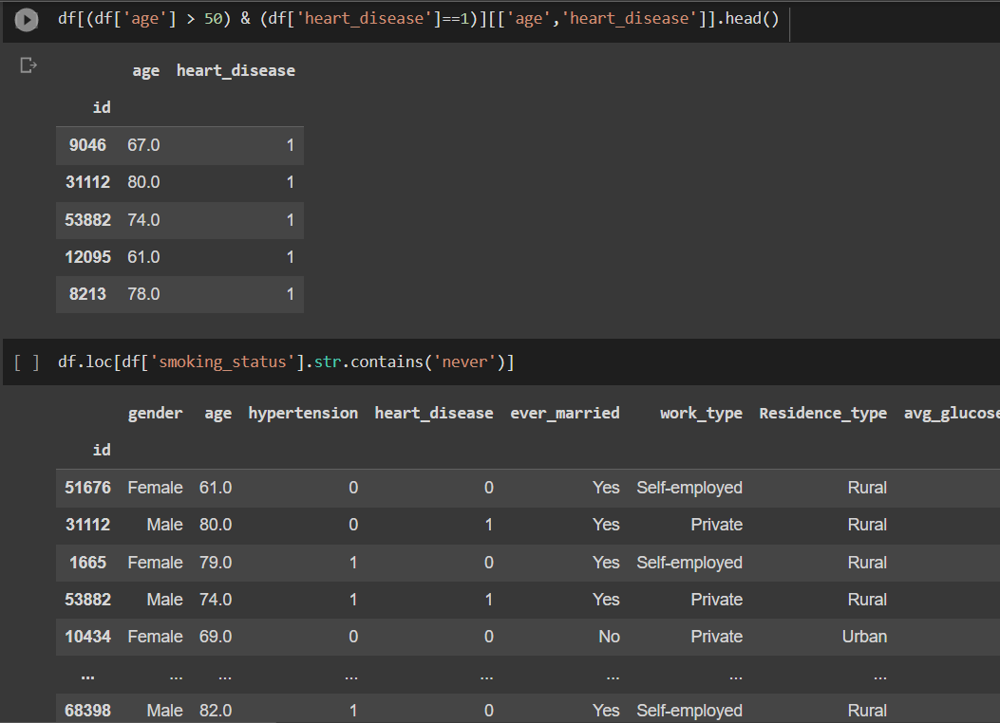 df[(df['age'] > 50) & (df['heart_disease']==1)][['age','heart_disease']].head()
age heart_disease
id
9046 67.0 1
31112 80.0 1
53882 74.0 1
12095 61.0 1
8213 78.0 1
[ ] df.loc[df['smoking_status'].str.contains('never')]
gender age hypertension heart_disease ever_married work_type Residence_type avg_glucose
id
51676 Female 61.0 0 0 Yes Self-employed Rural
31112 Male 80.0 0 1 Yes Private Rural
1665 Female 79.0 1 0 Yes Self-employed Rural
53882 Male 74.0 1 1 Yes Private Rural
10434 Female 69.0 0 0 No Private Urban
... ... ... ... ... ... ... ...
68398 Male 82.0 1 0 Yes Self-employed Rural